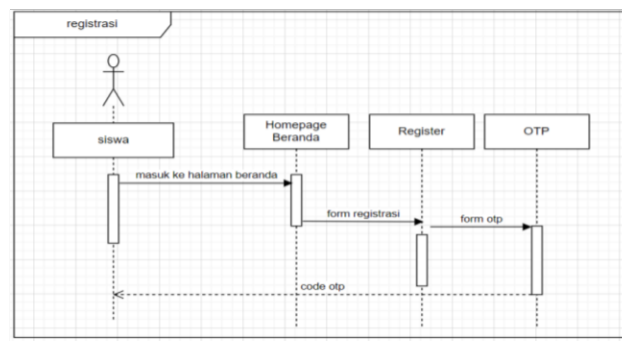 registrasi
siswa
Homepage
Beranda
Register
OTP
masuk ke halaman beranda
form registrasi
form otp
code otp